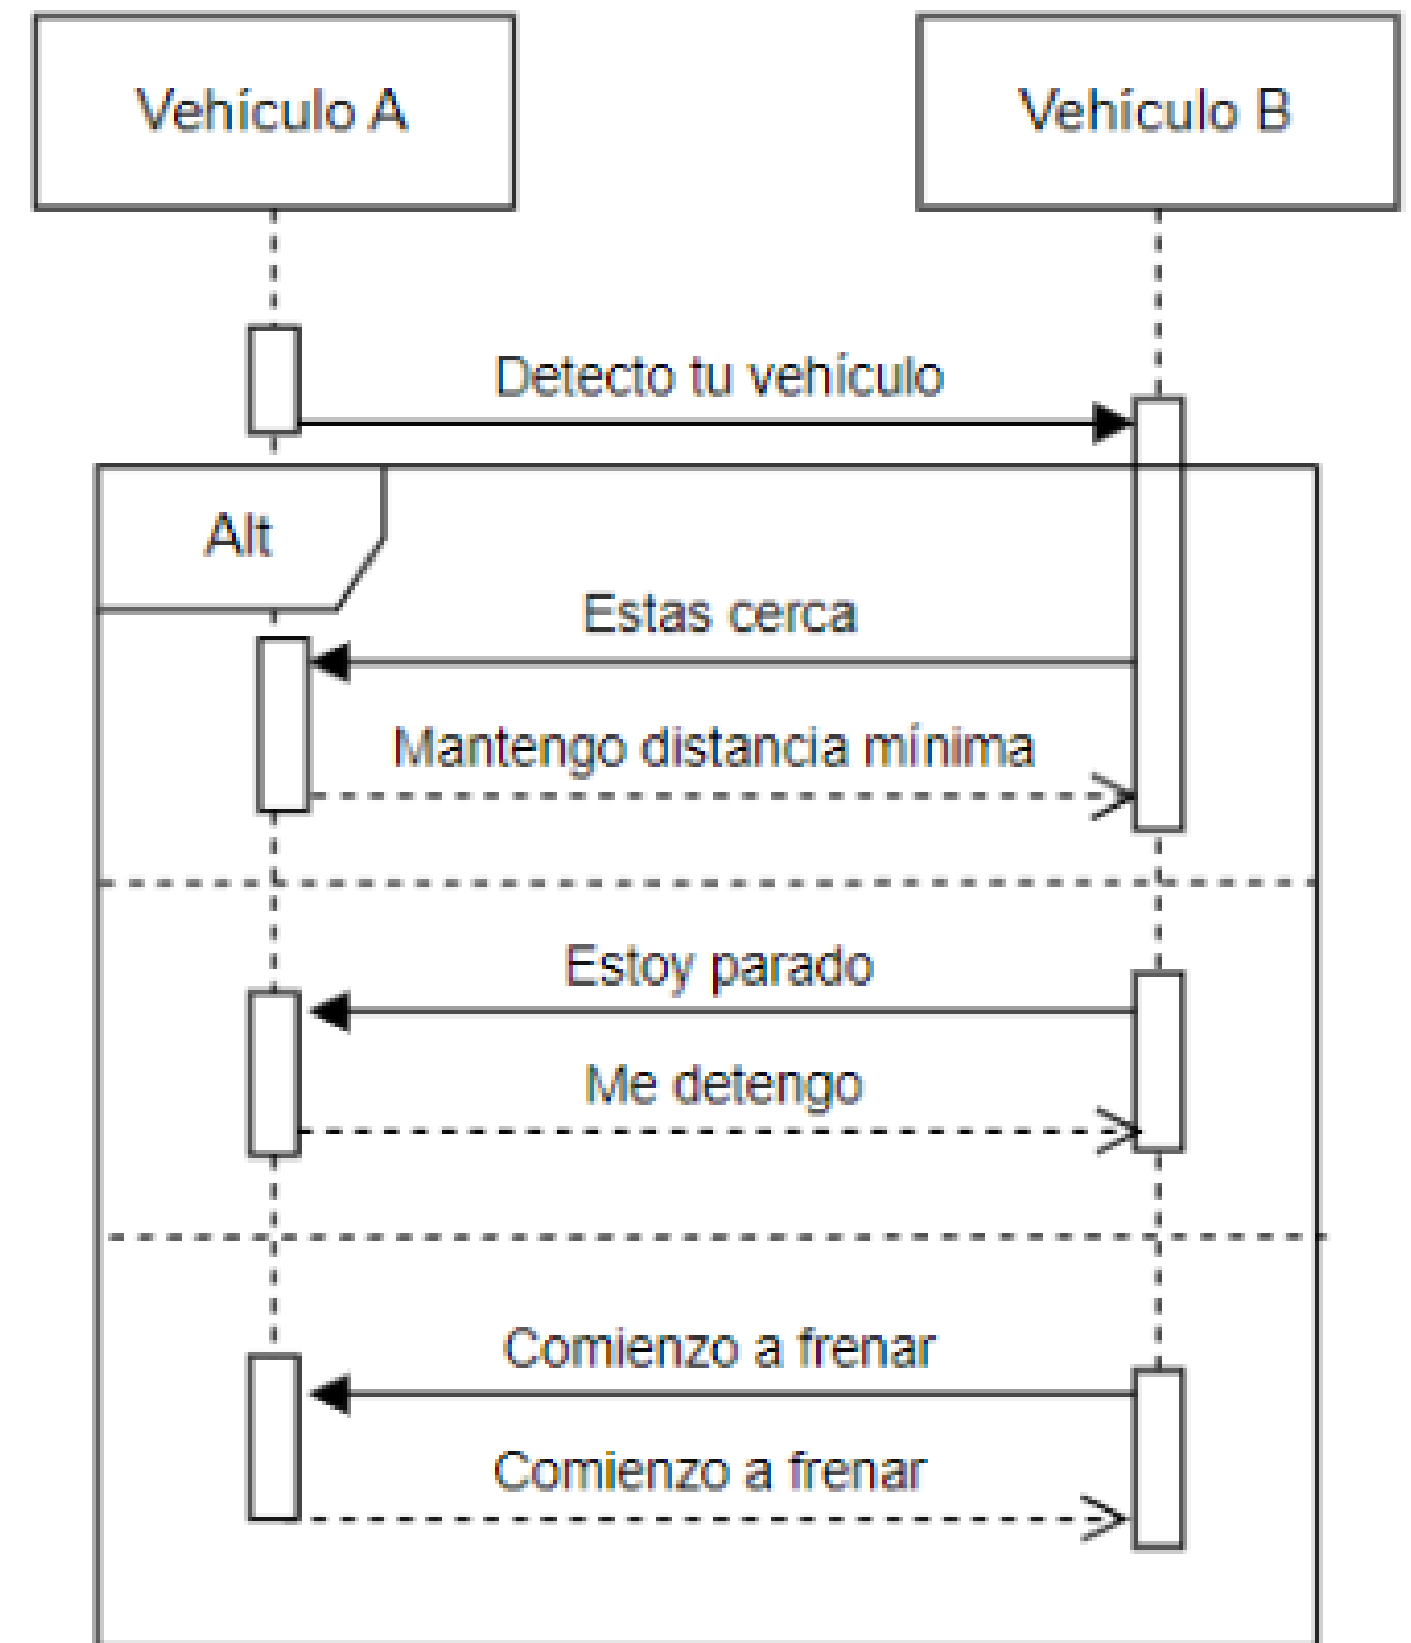 Vehículo A
Vehículo B
Detecto tu vehículo
Alt
Estas cerca
Mantengo distancia mínima
Estoy parado
Me detengo
Comienzo a frenar
Comienzo a frenar